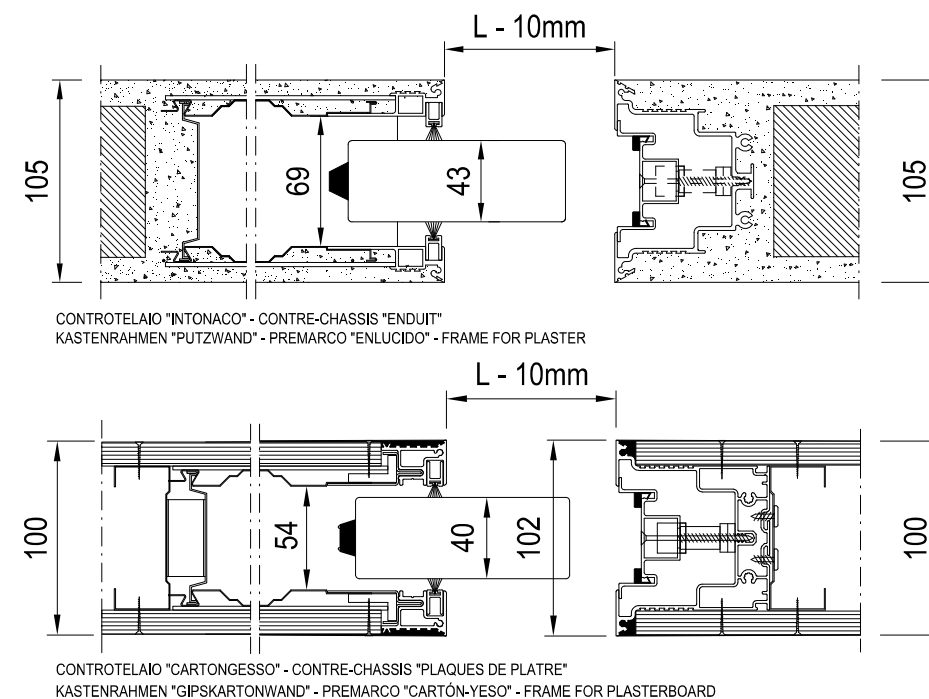 L - 10mm
105
69
43
105
CONTROTELAIO "INTONACO" - CONTRE-CHASSIS "ENDUIT"
KASTENRAHMEN "PUTZWAND" - PREMARCO "ENLUCIDO" - FRAME FOR PLASTER
L - 10mm
100
54
40
102
100
CONTROTELAIO "CARTONGESSO" - CONTRE-CHASSIS "PLAQUES DE PLATRE"
KASTENRAHMEN "GIPSKARTONWAND" - PREMARCO "CARTÓN-YESO" - FRAME FOR PLASTERBOARD